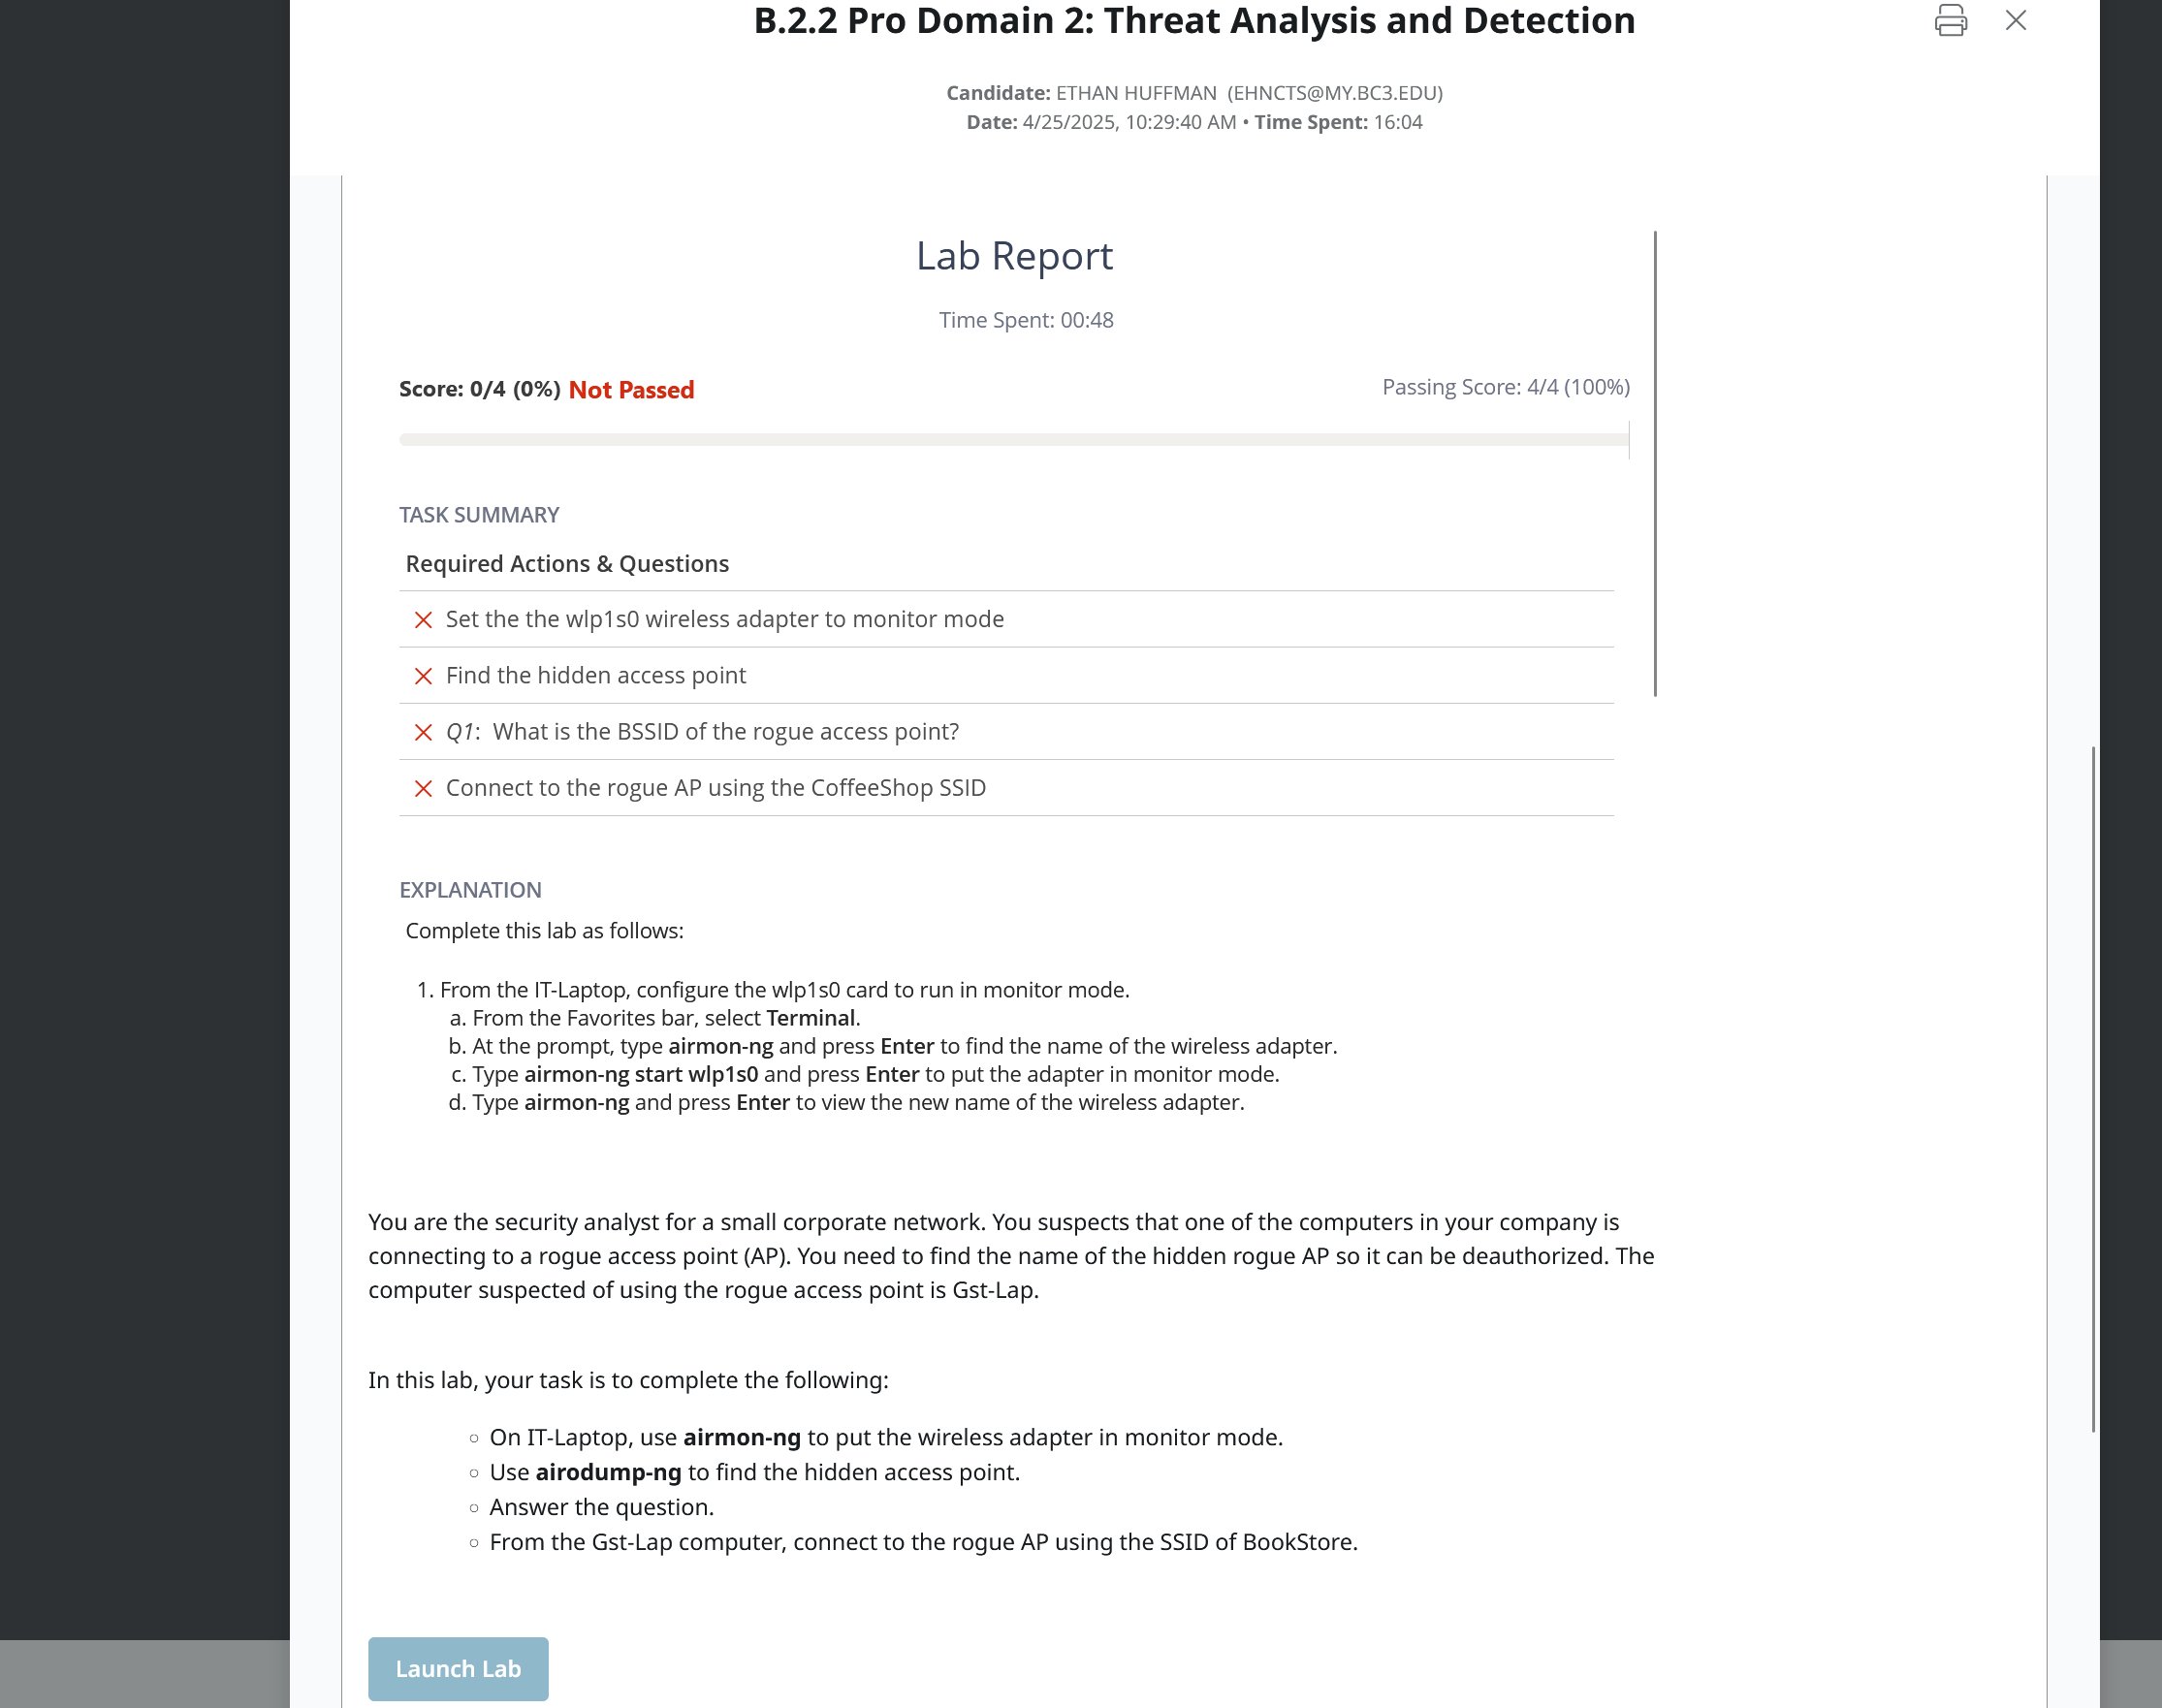 B.2.2 Pro Domain 2: Threat Analysis and Detection
Candidate: ETHAN HUFFMAN (EHNCTS@MY.BC3.EDU)
Date: 4/25/2025, 10:29:40 AM • Time Spent: 16:04
Lab Report
Time Spent: 00:48
Score: 0/4 (0%) Not Passed
Passing Score: 4/4 (100%)
TASK SUMMARY
Required Actions & Questions
Set the the wlp1s0 wireless adapter to monitor mode
Find the hidden access point
Q1: What is the BSSID of the rogue access point?
Connect to the rogue AP using the CoffeeShop SSID
EXPLANATION
Complete this lab as follows:
1. From the IT-Laptop, configure the wlp1s0 card to run in monitor mode.
a. From the Favorites bar, select Terminal.
b. At the prompt, type airmon-ng and press Enter to find the name of the wireless adapter.
c. Type airmon-ng start wlp1s0 and press Enter to put the adapter in monitor mode.
d. Type airmon-ng and press Enter to view the new name of the wireless adapter.
You are the security analyst for a small corporate network. You suspects that one of the computers in your company is
connecting to a rogue access point (AP). You need to find the name of the hidden rogue AP so it can be deauthorized. The
computer suspected of using the rogue access point is Gst-Lap.
In this lab, your task is to complete the following:
◦ On IT-Laptop, use airmon-ng to put the wireless adapter in monitor mode.
◦ Use airodump-ng to find the hidden access point.
◦ Answer the question.
◦ From the Gst-Lap computer, connect to the rogue AP using the SSID of BookStore.
Launch Lab